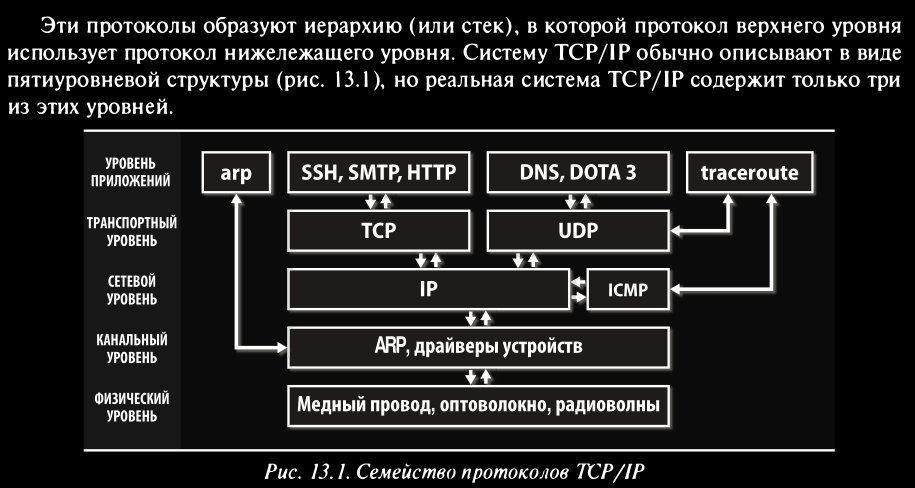 Эти протоколы образуют иерархию (или стек), в которой протокол верхнего уровня
использует протокол нижележащего уровня. Систему TCP/IP обычно описывают в виде
пятиуровневой структуры (рис. 13.1), но реальная система TCP/IP содержит только три
из этих уровней.
УРОВЕНЬ
ПРИЛОЖЕНИЙ
arp
SSH, SMTP, HTTP
DNS, DOTA 3
traceroute
ТРАНСПОРТНЫЙ
УРОВЕНЬ
TCP
UDP
СЕТЕВОЙ
УРОВЕНЬ
IP
ICMP
КАНАЛЬНЫЙ
УРОВЕНЬ
ARP, драйверы устройств
ФИЗИЧЕСКИЙ
УРОВЕНЬ
Медный провод, оптоволокно, радиоволны
Рис. 13.1. Семейство протоколов TCP/IP